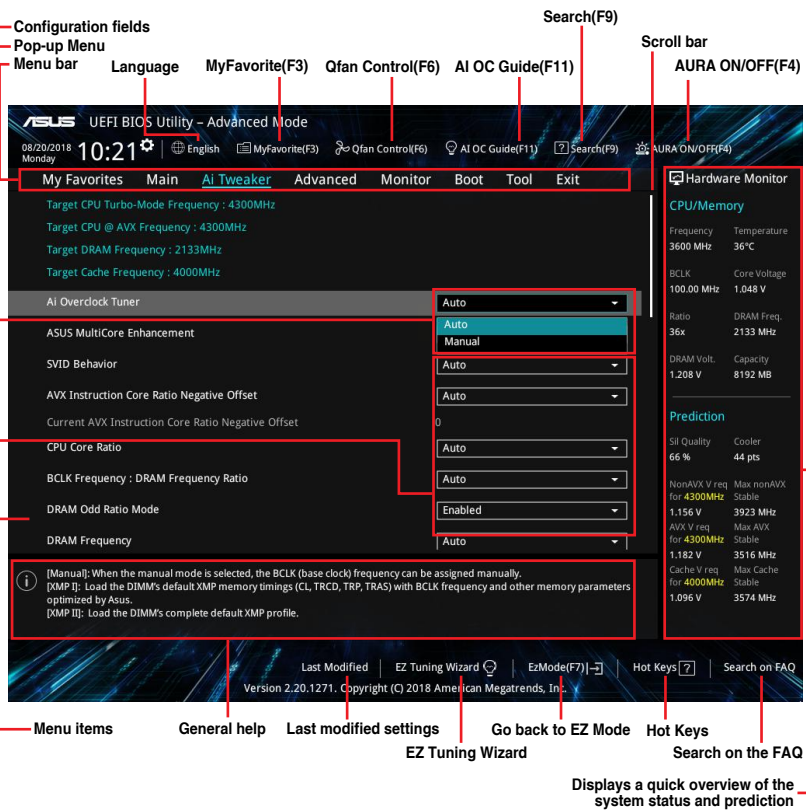 Search(F9)
Configuration fields
Pop-up Menu
Scroll bar
Menu bar
Language
MyFavorite(F3)
Qfan Control(F6)
AI OC Guide(F11)
AURA ON/OFF(F4)
ASUS UEFI BIOS Utility – Advanced Mode
08/20/2018
Monday
10:21
English
MyFavorite(F3)
Qfan Control(F6)
AI OC Guide(F11)
? Search(F9)
AURA ON/OFF(F4)
My Favorites Main Ai Tweaker Advanced Monitor Boot Tool Exit
Target CPU Turbo-Mode Frequency : 4300MHz
Target CPU @ AVX Frequency : 4300MHz
Target DRAM Frequency : 2133MHz
Target Cache Frequency : 4000MHz
Ai Overclock Tuner Auto
Auto
Manual
ASUS MultiCore Enhancement
SVID Behavior Auto
AVX Instruction Core Ratio Negative Offset Auto
Current AVX Instruction Core Ratio Negative Offset 0
CPU Core Ratio Auto
BCLK Frequency : DRAM Frequency Ratio Auto
DRAM Odd Ratio Mode Enabled
DRAM Frequency Auto
Hardware Monitor
CPU/Memory
Frequency Temperature
3600 MHz 36°C
BCLK Core Voltage
100.00 MHz 1.048 V
Ratio DRAM Freq.
36x 2133 MHz
DRAM Volt. Capacity
1.208 V 8192 MB
Prediction
Sil Quality Cooler
66 % 44 pts
NonAVX V req Max nonAVX
for 4300MHz Stable
1.156 V 3923 MHz
AVX V req Max AVX
for 4300MHz Stable
1.182 V 3516 MHz
Cache V req Max Cache
for 4000MHz Stable
1.096 V 3574 MHz
[Manual]: When the manual mode is selected, the BCLK (base clock) frequency can be assigned manually.
[XMP I]: Load the DIMM's default XMP memory timings (CL, TRCD, TRP, TRAS) with BCLK frequency and other memory parameters
optimized by Asus.
[XMP II]: Load the DIMM's complete default XMP profile.
Last Modified
EZ Tuning Wizard
EzMode(F7)
Hot Keys ?
Search on FAQ
Version 2.20.1271. Copyright (C) 2018 American Megatrends, Inc.
Menu items
General help
Last modified settings
Go back to EZ Mode
Hot Keys
EZ Tuning Wizard
Search on the FAQ
Displays a quick overview of the
system status and prediction